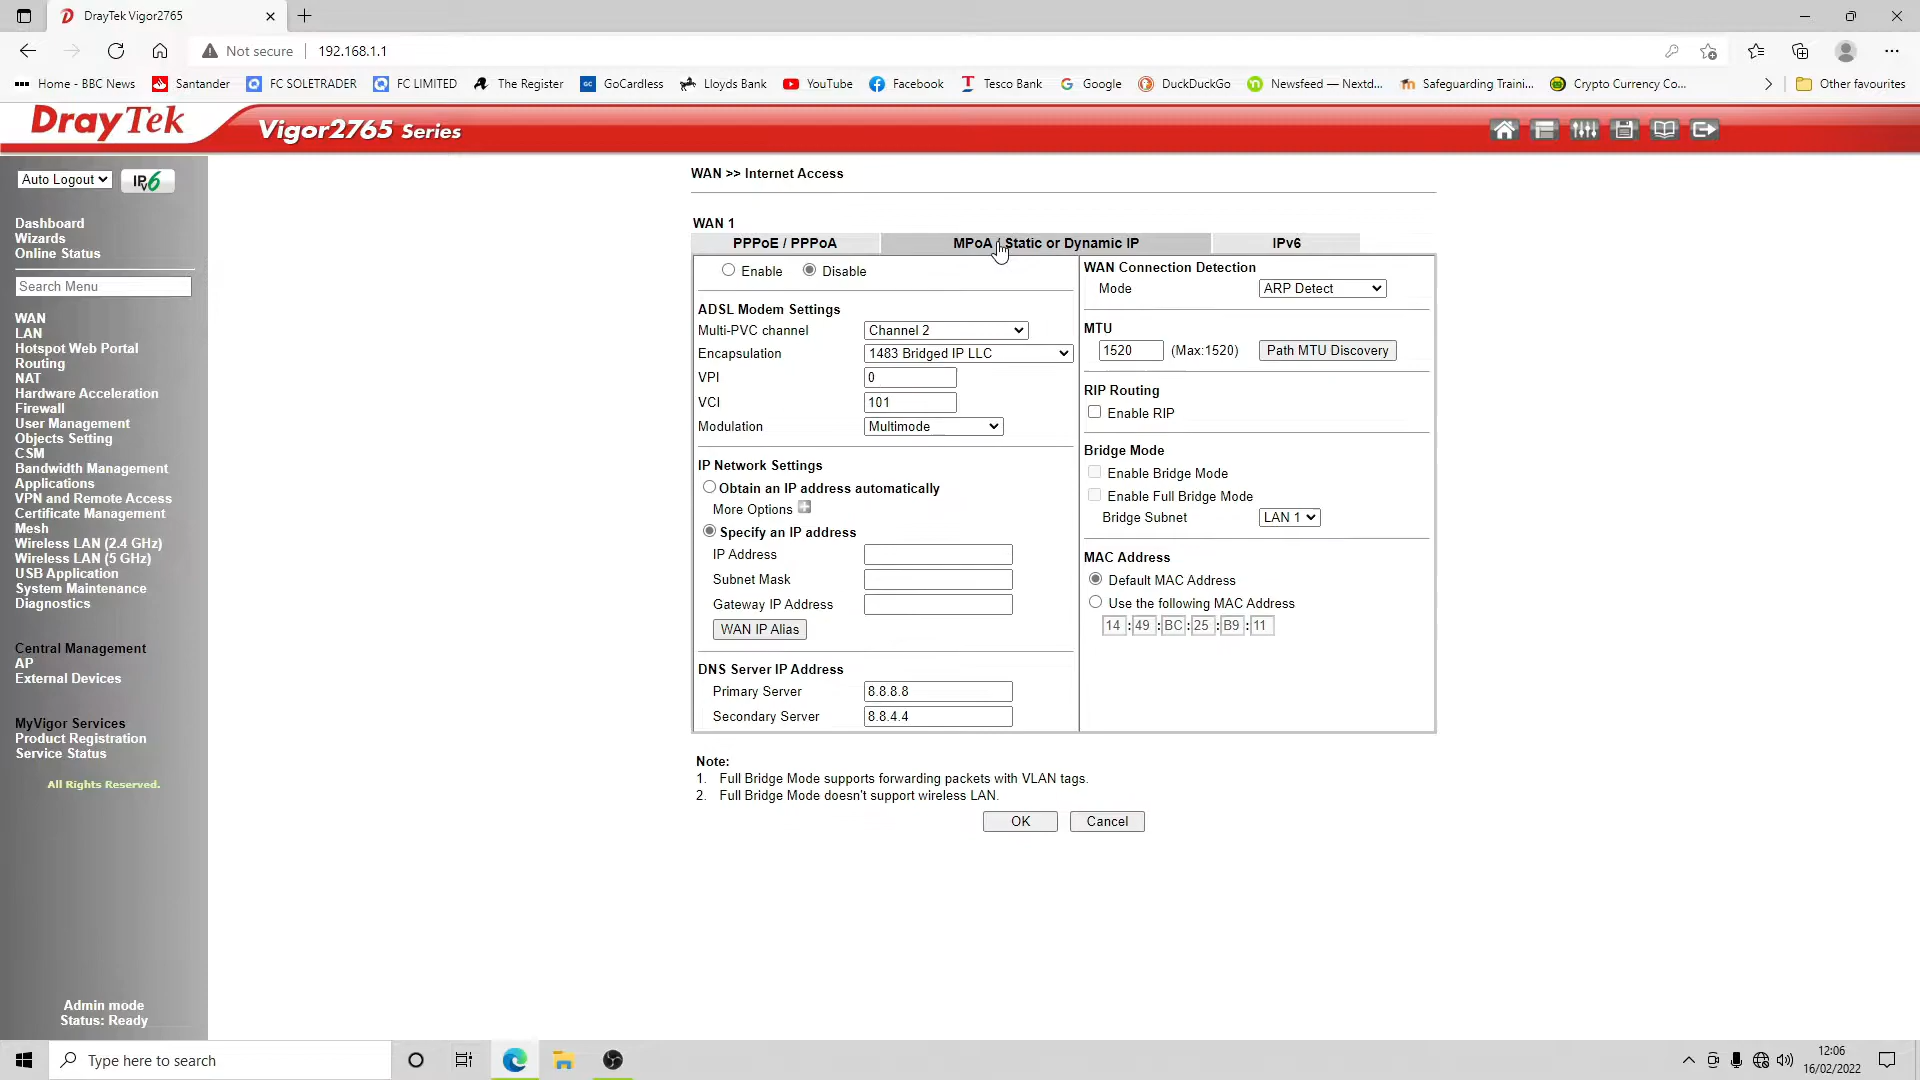 DrayTek Vigor2765
Not secure
192.168.1.1
Home - BBC News
Santander
FC SOLETRADER
FC LIMITED
The Register
GoCardless
Lloyds Bank
YouTube
Facebook
Tesco Bank
Google
DuckDuckGo
Newsfeed — Nextd...
Safeguarding Traini...
Crypto Currency Co...
Other favourites
DrayTek
Vigor2765 Series
Auto Logout
IPv6
Dashboard
Wizards
Online Status
Search Menu
WAN
LAN
Hotspot Web Portal
Routing
NAT
Hardware Acceleration
Firewall
User Management
Objects Setting
CSM
Bandwidth Management
Applications
VPN and Remote Access
Certificate Management
Mesh
Wireless LAN (2.4 GHz)
Wireless LAN (5 GHz)
USB Application
System Maintenance
Diagnostics
Central Management
AP
External Devices
MyVigor Services
Product Registration
Service Status
All Rights Reserved.
Admin mode
Status: Ready
WAN >> Internet Access
WAN 1
PPPoE / PPPoA
MPoA / Static or Dynamic IP
IPv6
Enable
Disable
ADSL Modem Settings
Multi-PVC channel
Channel 2
Encapsulation
1483 Bridged IP LLC
VPI
0
VCI
101
Modulation
Multimode
IP Network Settings
Obtain an IP address automatically
More Options
Specify an IP address
IP Address
Subnet Mask
Gateway IP Address
WAN IP Alias
DNS Server IP Address
Primary Server
8.8.8.8
Secondary Server
8.8.4.4
WAN Connection Detection
Mode
ARP Detect
MTU
1520
(Max:1520)
Path MTU Discovery
RIP Routing
Enable RIP
Bridge Mode
Enable Bridge Mode
Enable Full Bridge Mode
Bridge Subnet
LAN 1
MAC Address
Default MAC Address
Use the following MAC Address
14 : 49 : BC : 25 : B9 : 11
Note:
1. Full Bridge Mode supports forwarding packets with VLAN tags.
2. Full Bridge Mode doesn't support wireless LAN.
OK
Cancel
Type here to search
12:06
16/02/2022